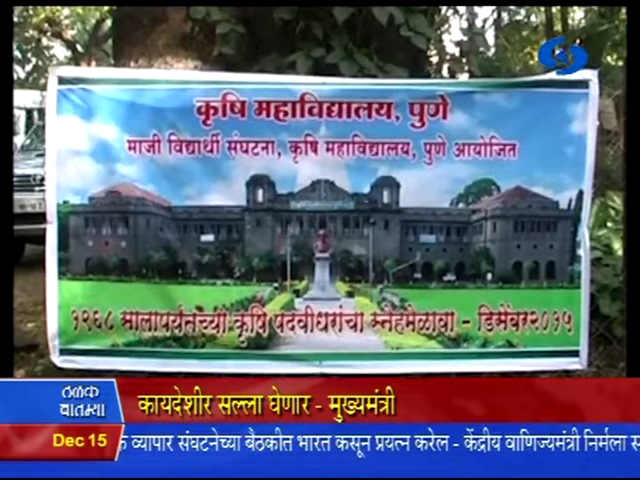 कृषि महाविद्यालय, पुणे
माजी विद्यार्थी संघटना, कृषि महाविद्यालय, पुणे आयोजित
१९६८ सालापर्यंतच्या कृषि पदवीधरांचा स्नेहमेळावा - डिसेंबर२०१५
ठळक बातम्या
कायदेशीर सल्ला घेणार - मुख्यमंत्री
Dec 15
क व्यापार संघटनेच्या बैठकीत भारत कसून प्रयत्न करेल - केंद्रीय वाणिज्यमंत्री निर्मला